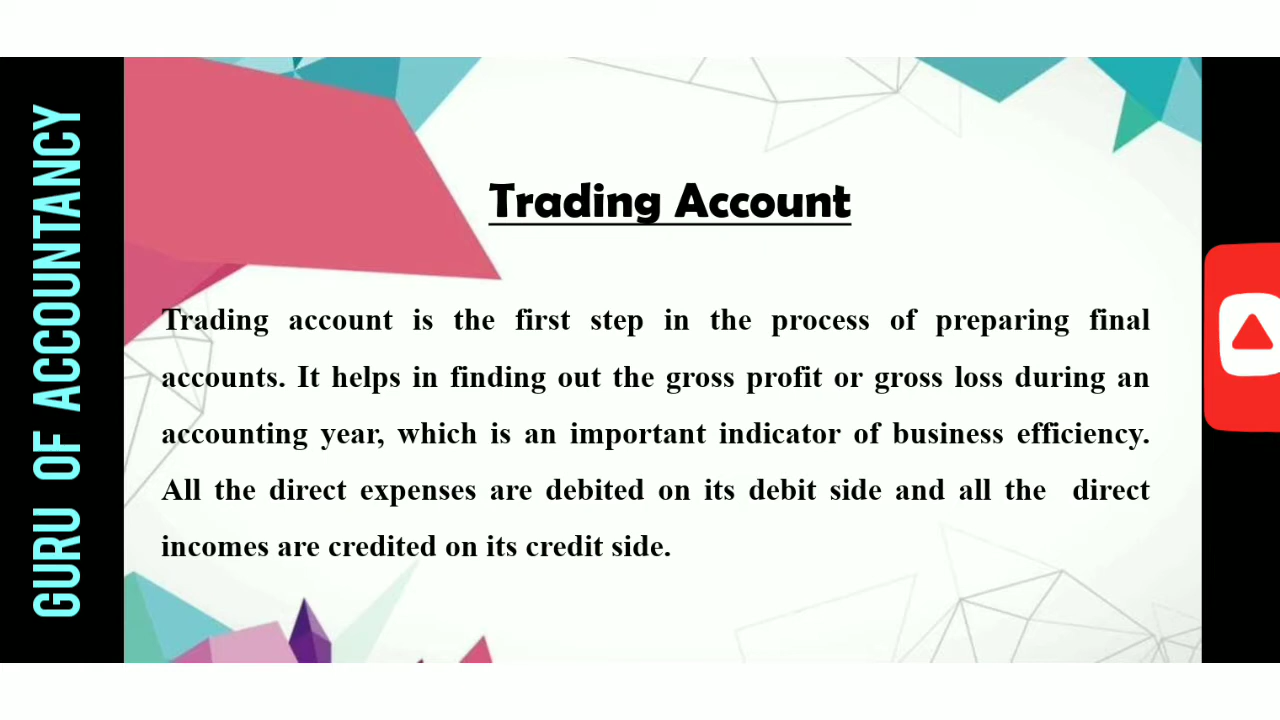 GURU OF ACCOUNTANCY
Trading Account
Trading account is the first step in the process of preparing final
accounts. It helps in finding out the gross profit or gross loss during an
accounting year, which is an important indicator of business efficiency.
All the direct expenses are debited on its debit side and all the direct
incomes are credited on its credit side.